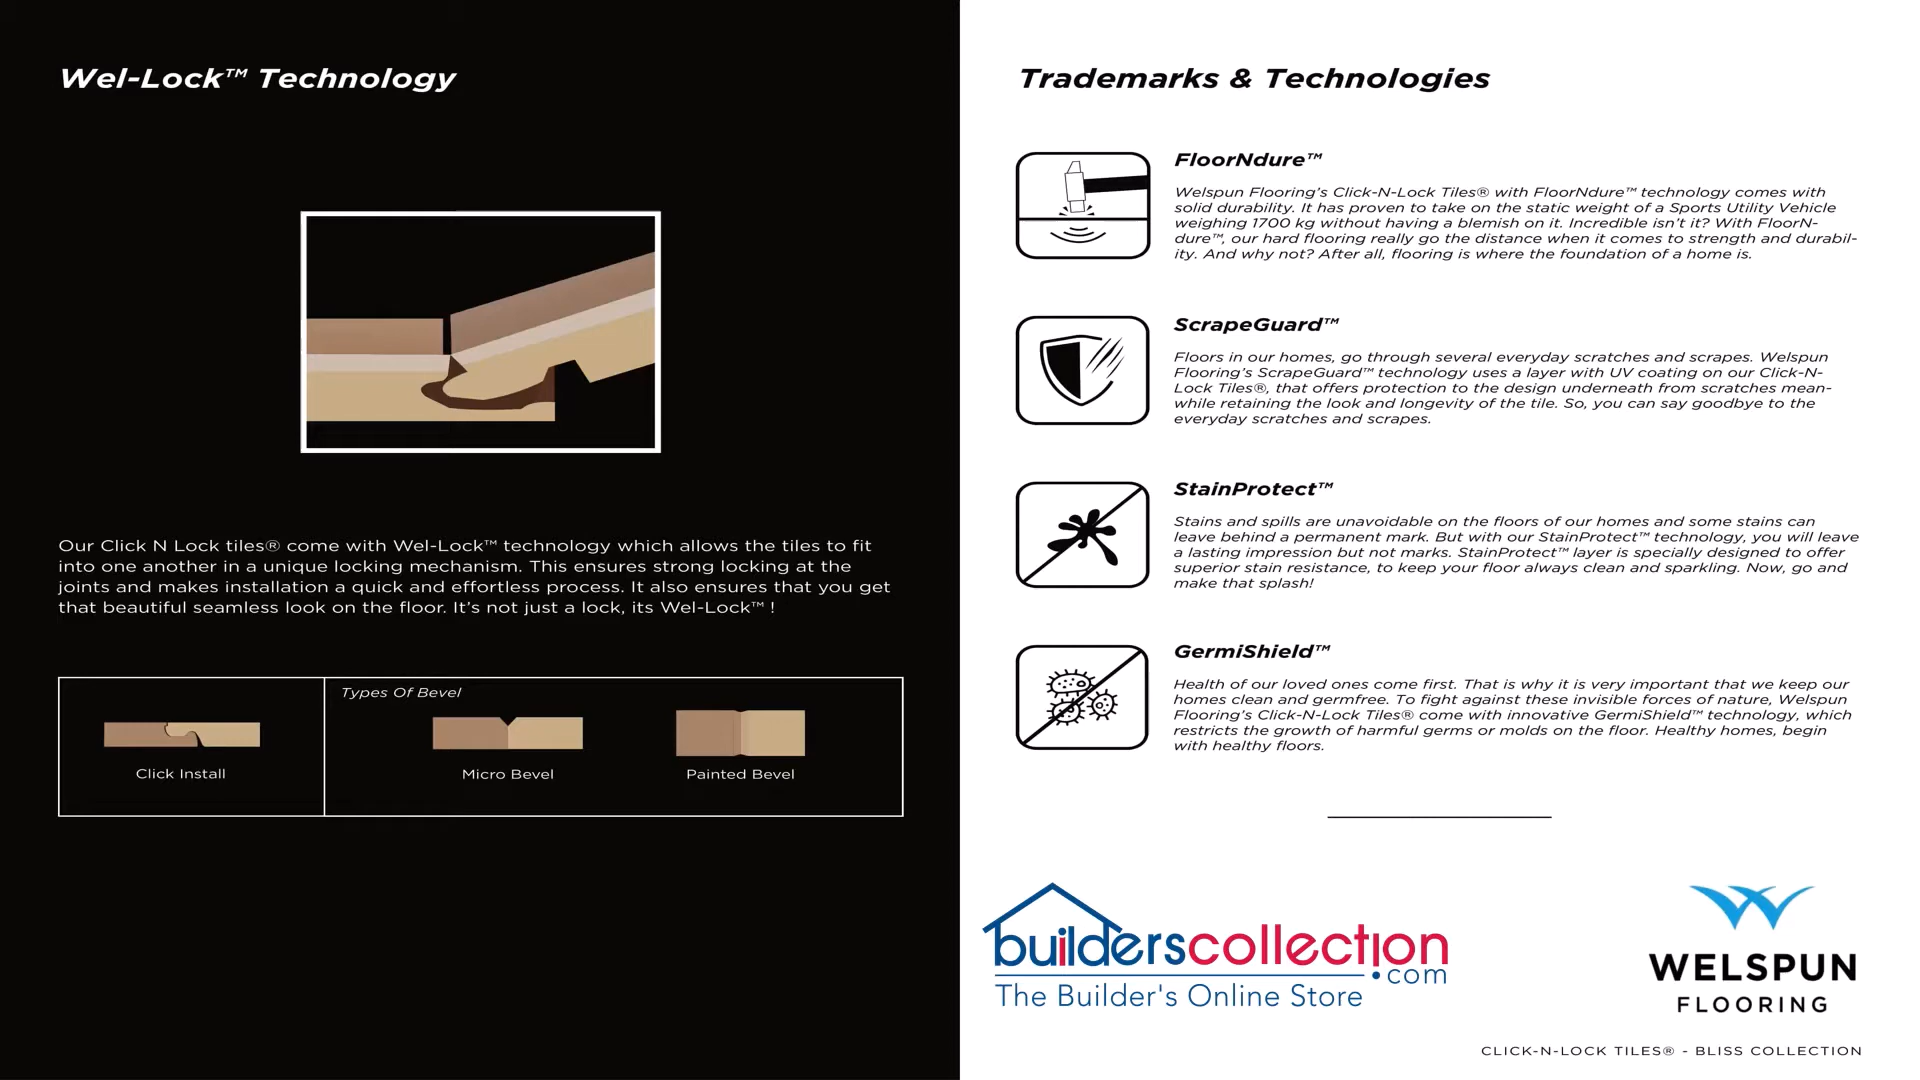 Wel-Lock™ Technology
Our Click N Lock tiles® come with Wel-Lock™ technology which allows the tiles to fit
into one another in a unique locking mechanism. This ensures strong locking at the
joints and makes installation a quick and effortless process. It also ensures that you get
that beautiful seamless look on the floor. It's not just a lock, its Wel-Lock™ !
Types Of Bevel
Click Install
Micro Bevel
Painted Bevel
Trademarks & Technologies
FloorNdure™
Welspun Flooring's Click-N-Lock Tiles® with FloorNdure™ technology comes with
solid durability. It has proven to take on the static weight of a Sports Utility Vehicle
weighing 1700 kg without having a blemish on it. Incredible isn't it? With FloorN-
dure™, our hard flooring really go the distance when it comes to strength and durabil-
ity. And why not? After all, flooring is where the foundation of a home is.
ScrapeGuard™
Floors in our homes, go through several everyday scratches and scrapes. Welspun
Flooring's ScrapeGuard™ technology uses a layer with UV coating on our Click-N-
Lock Tiles®, that offers protection to the design underneath from scratches mean-
while retaining the look and longevity of the tile. So, you can say goodbye to the
everyday scratches and scrapes.
StainProtect™
Stains and spills are unavoidable on the floors of our homes and some stains can
leave behind a permanent mark. But with our StainProtect™ technology, you will leave
a lasting impression but not marks. StainProtect™ layer is specially designed to offer
superior stain resistance, to keep your floor always clean and sparkling. Now, go and
make that splash!
GermiShield™
Health of our loved ones come first. That is why it is very important that we keep our
homes clean and germfree. To fight against these invisible forces of nature, Welspun
Flooring's Click-N-Lock Tiles® come with innovative GermiShield™ technology, which
restricts the growth of harmful germs or molds on the floor. Healthy homes, begin
with healthy floors.
builderscollection
.com
The Builder's Online Store
WELSPUN
FLOORING
CLICK-N-LOCK TILES® - BLISS COLLECTION